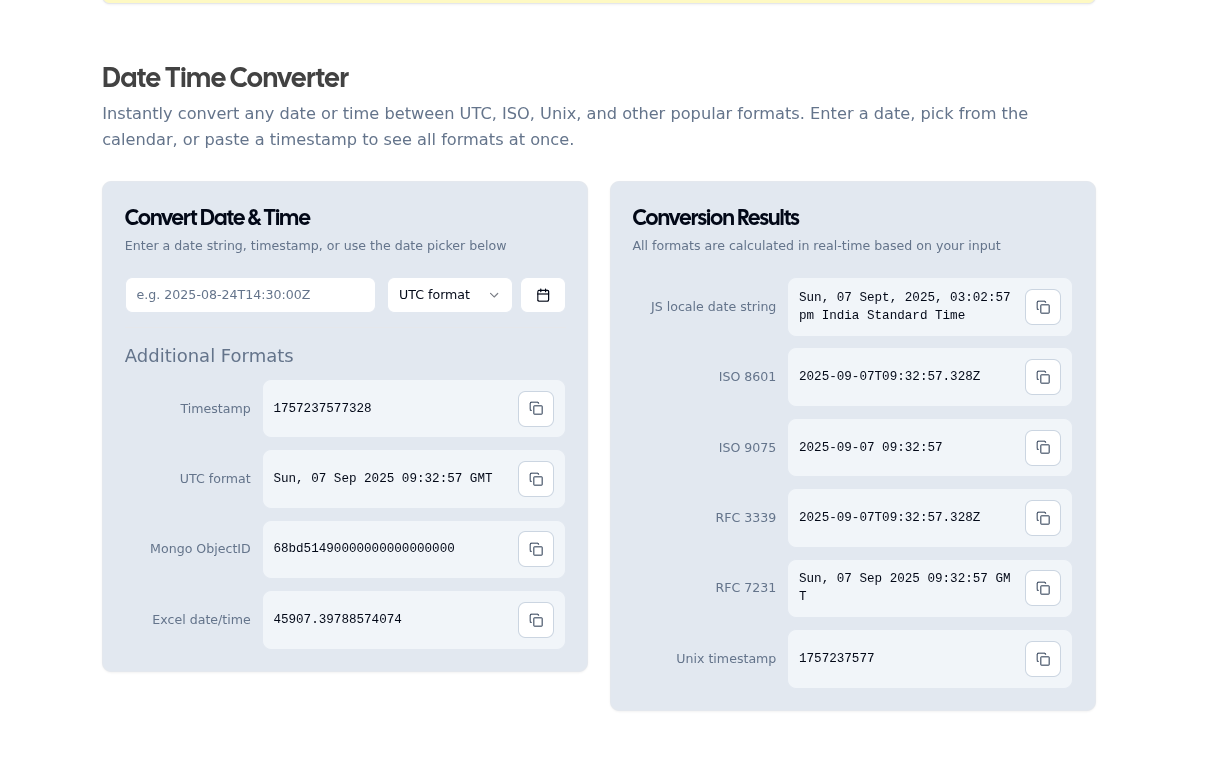 Date Time Converter
Instantly convert any date or time between UTC, ISO, Unix, and other popular formats. Enter a date, pick from the
calendar, or paste a timestamp to see all formats at once.
Convert Date & Time
Enter a date string, timestamp, or use the date picker below
e.g. 2025-08-24T14:30:00Z
UTC format
Additional Formats
Timestamp
1757237577328
UTC format
Sun, 07 Sep 2025 09:32:57 GMT
Mongo ObjectID
68bd51490000000000000000
Excel date/time
45907.39788574074
Conversion Results
All formats are calculated in real-time based on your input
JS locale date string
Sun, 07 Sept, 2025, 03:02:57
pm India Standard Time
ISO 8601
2025-09-07T09:32:57.328Z
ISO 9075
2025-09-07 09:32:57
RFC 3339
2025-09-07T09:32:57.328Z
RFC 7231
Sun, 07 Sep 2025 09:32:57 GM
T
Unix timestamp
1757237577